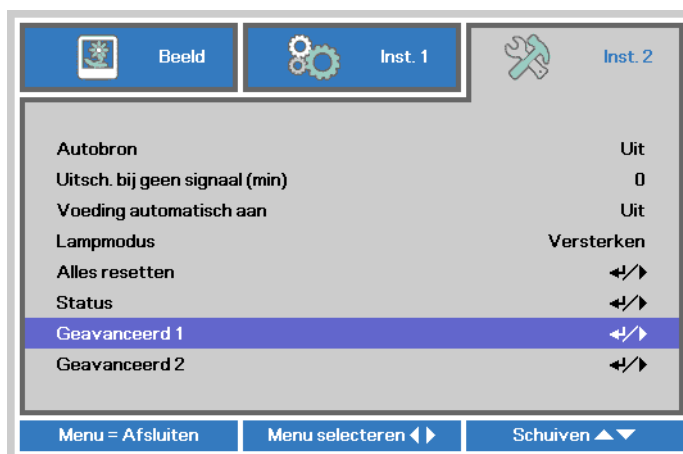 Beeld Inst. 1 Inst. 2
Autobron Uit
Uitsch. bij geen signaal (min) 0
Voeding automatisch aan Uit
Lampmodus Versterken
Alles resetten ↵/▶
Status ↵/▶
Geavanceerd 1 ↵/▶
Geavanceerd 2 ↵/▶
Menu = Afsluiten Menu selecteren ◀▶ Schuiven ▲▼